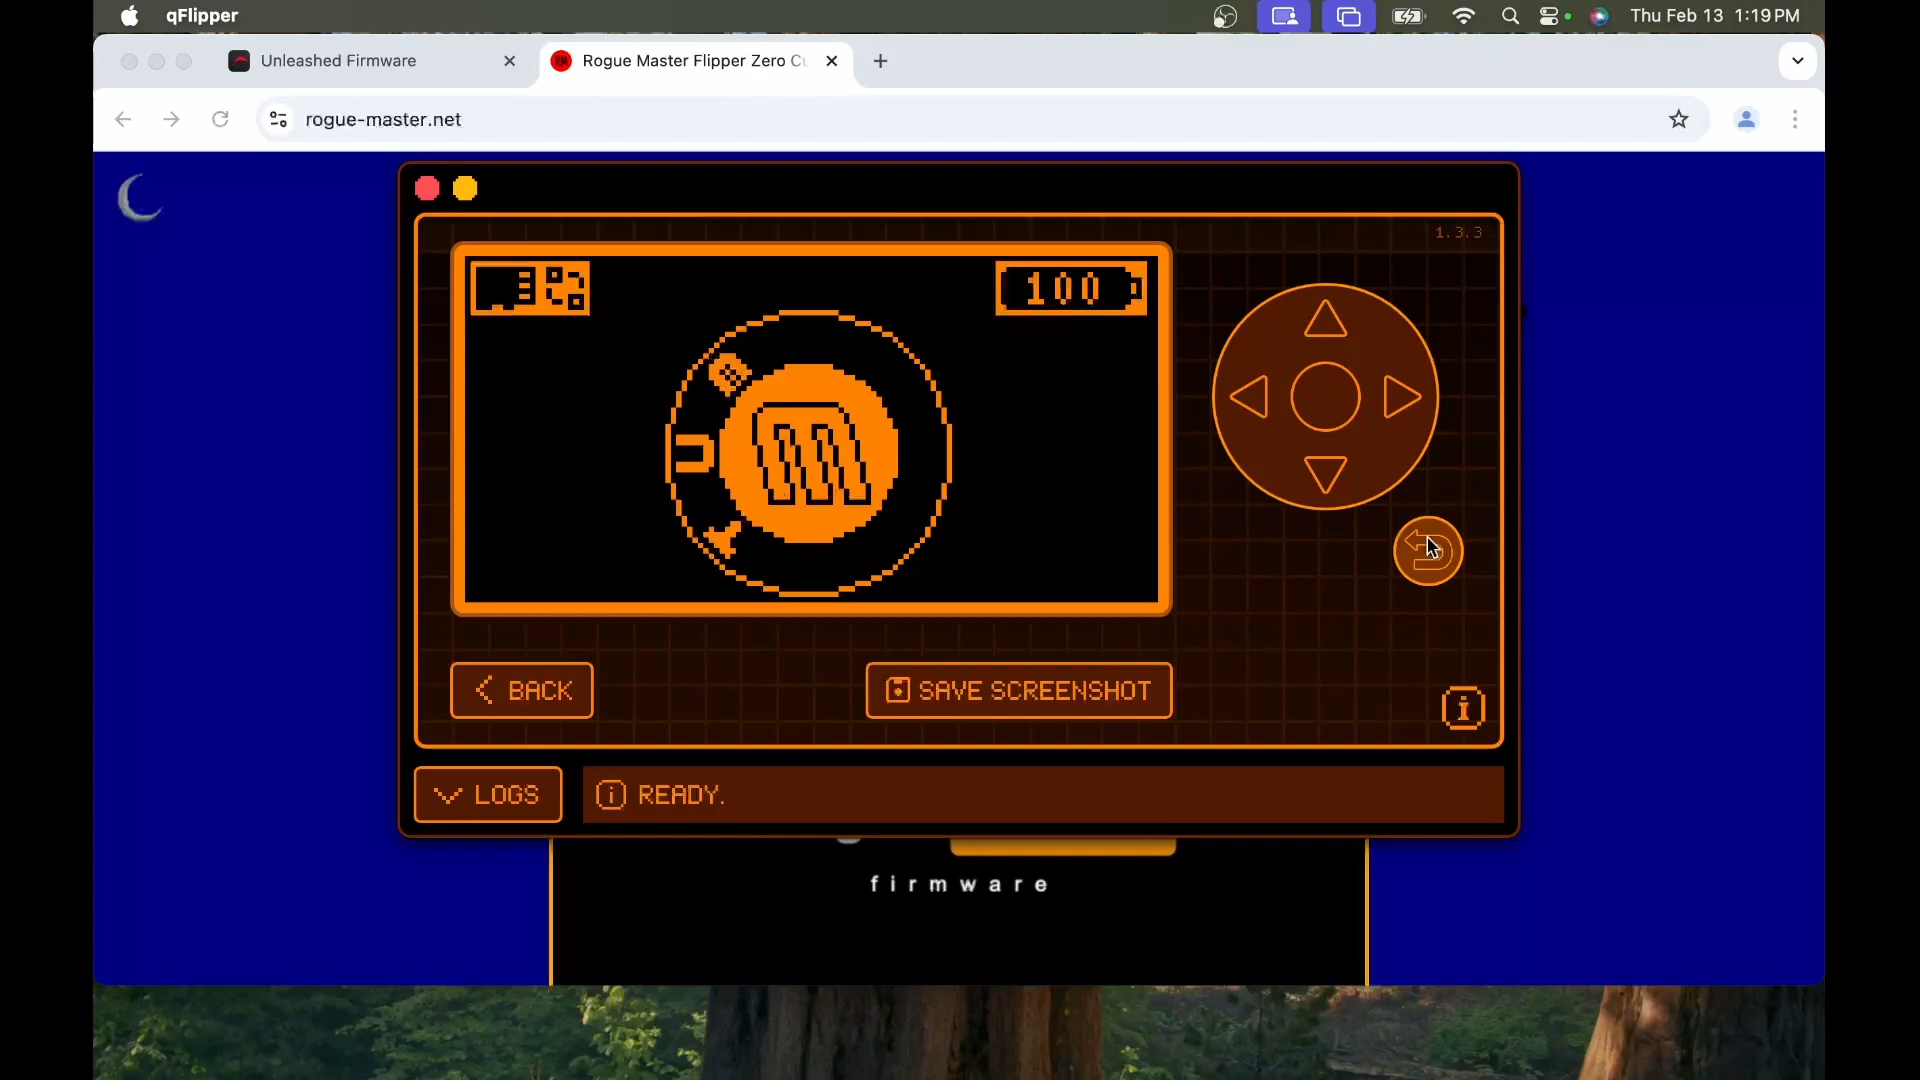 qFlipper
Thu Feb 13 1:19 PM
Unleashed Firmware
Rogue Master Flipper Zero Cu
rogue-master.net
1.3.3
100
BACK
SAVE SCREENSHOT
LOGS
READY.
firmware